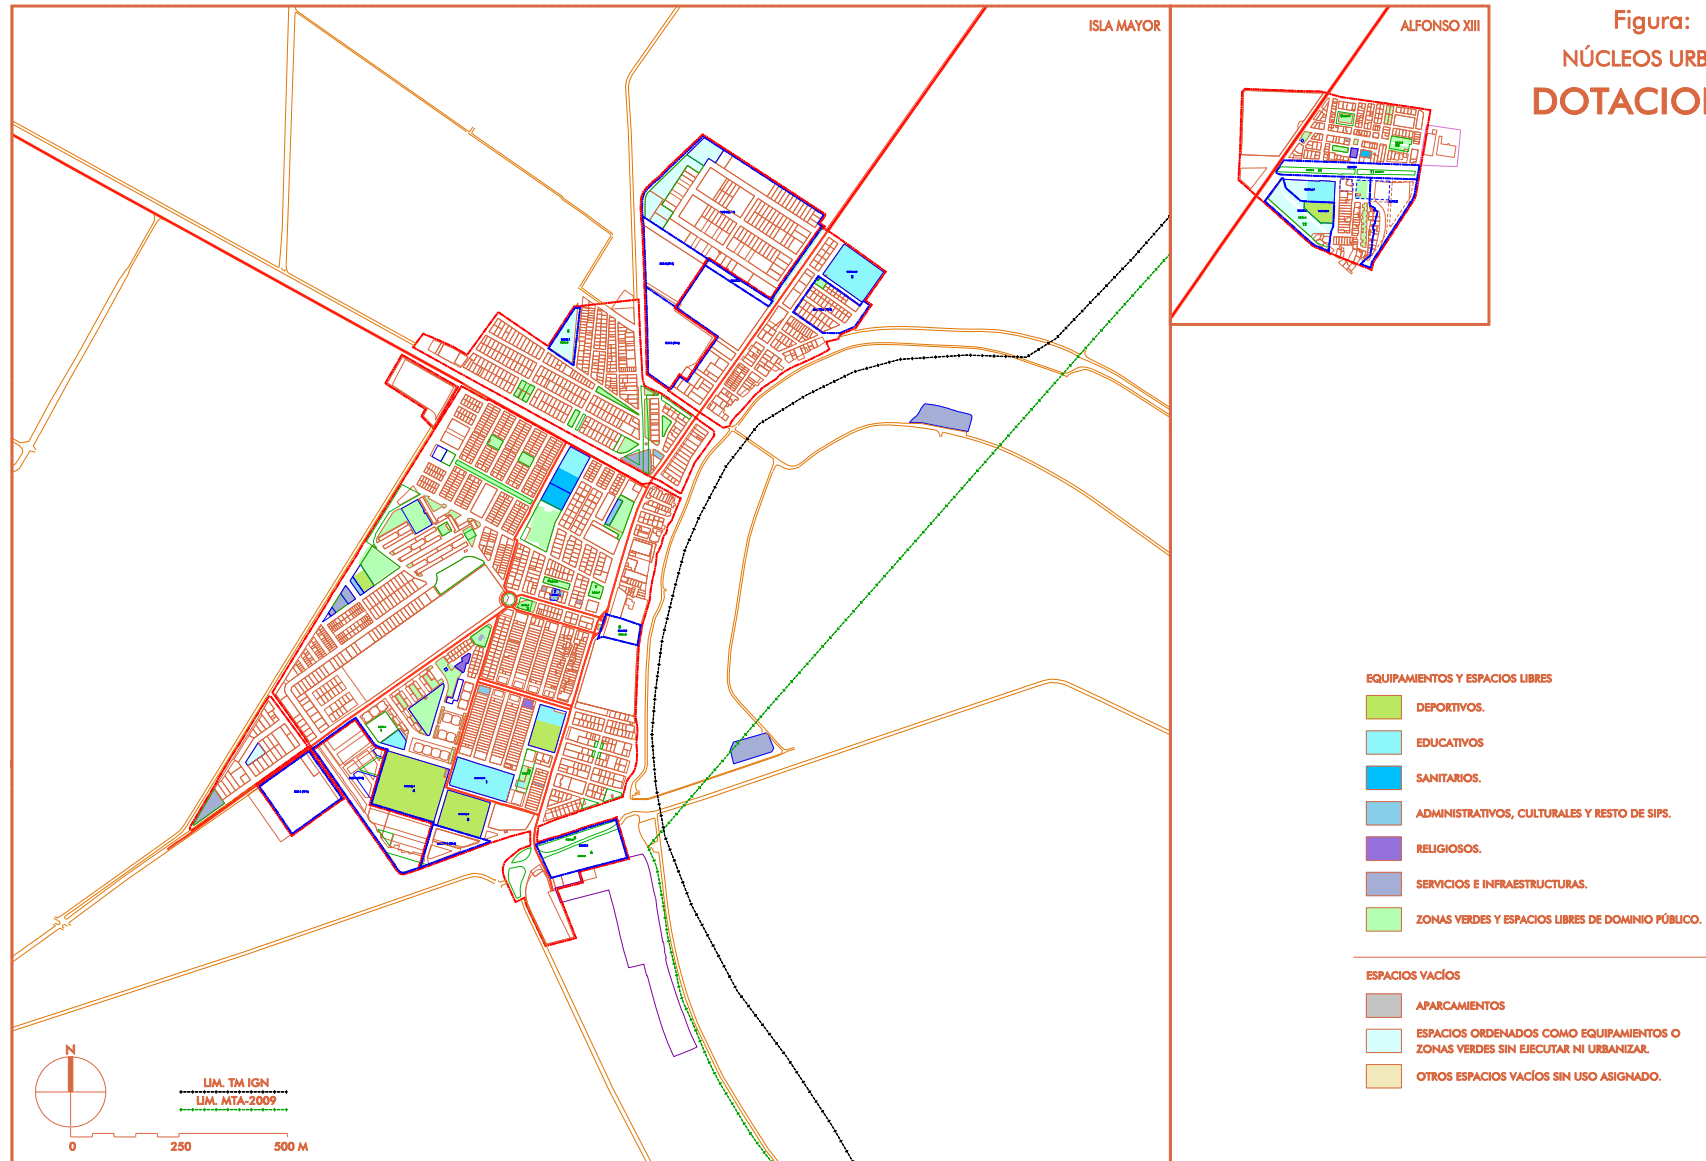 ISLA MAYOR
ALFONSO XIII
Figura:
NÚCLEOS URB
DOTACIO
EQUIPAMIENTOS Y ESPACIOS LIBRES
DEPORTIVOS.
EDUCATIVOS
SANITARIOS.
ADMINISTRATIVOS, CULTURALES Y RESTO DE SIPS.
RELIGIOSOS.
SERVICIOS E INFRAESTRUCTURAS.
ZONAS VERDES Y ESPACIOS LIBRES DE DOMINIO PÚBLICO.
ESPACIOS VACÍOS
APARCAMIENTOS
ESPACIOS ORDENADOS COMO EQUIPAMIENTOS O
ZONAS VERDES SIN EJECUTAR NI URBANIZAR.
OTROS ESPACIOS VACÍOS SIN USO ASIGNADO.
N
LIM. TM IGN
LIM. MTA-2009
0 250 500 M